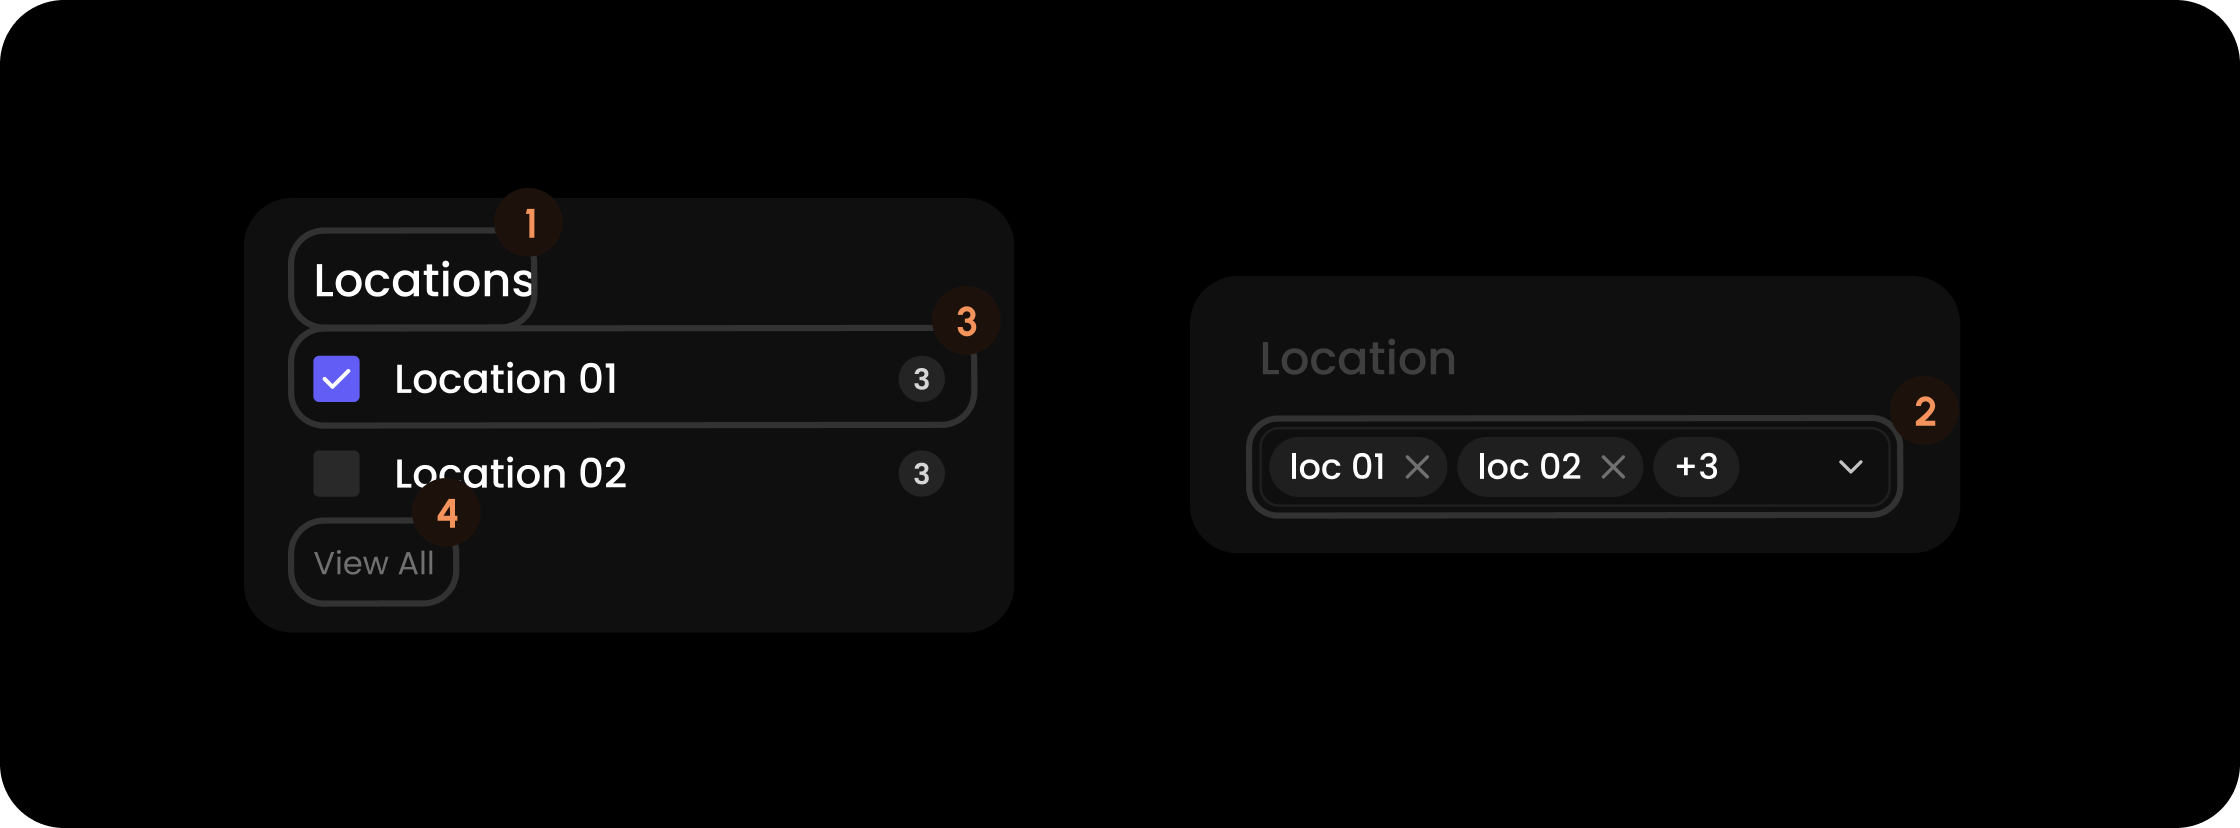 1
Locations
3
Location 01 3
Location 02 3
4
View All
Location
2
loc 01 loc 02 +3